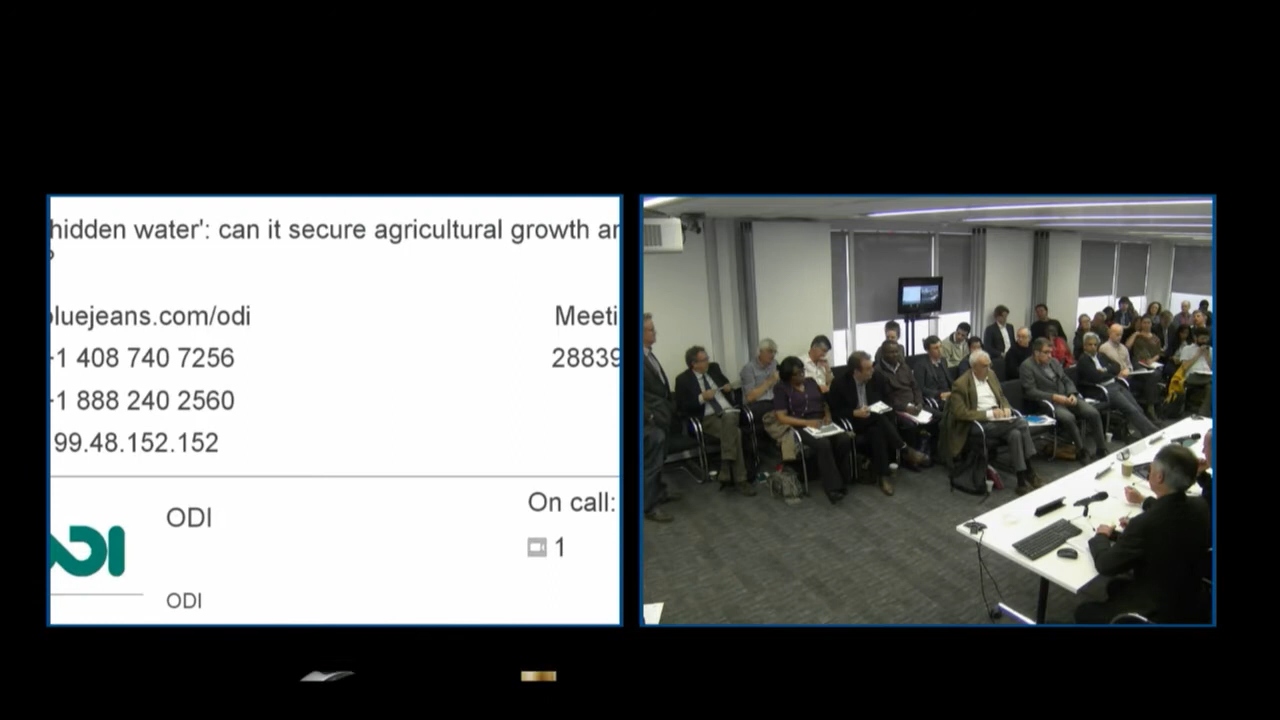 hidden water': can it secure agricultural growth ar
?
bluejeans.com/odi
Meeti
+1 408 740 7256
28839
+1 888 240 2560
99.48.152.152
ODI
On call:
1
ODI
ODI